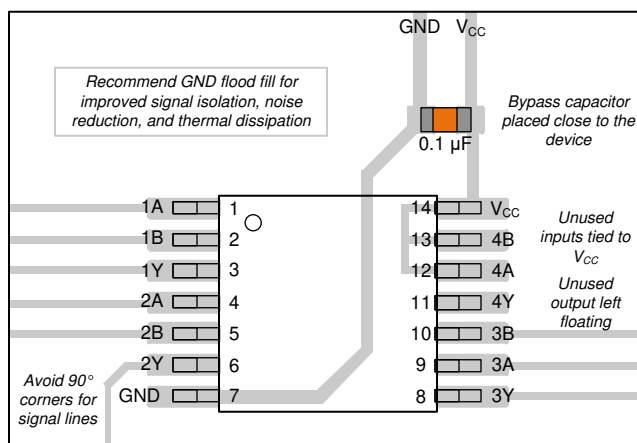 GND VCC
Recommend GND flood fill for
improved signal isolation, noise
reduction, and thermal dissipation
Bypass capacitor
placed close to the
device
0.1 µF
1A 1 14 VCC
1B 2 13 4B
1Y 3 12 4A
2A 4 11 4Y
2B 5 10 3B
2Y 6 9 3A
GND 7 8 3Y
Unused
inputs tied to
VCC
Unused
output left
floating
Avoid 90°
corners for
signal lines